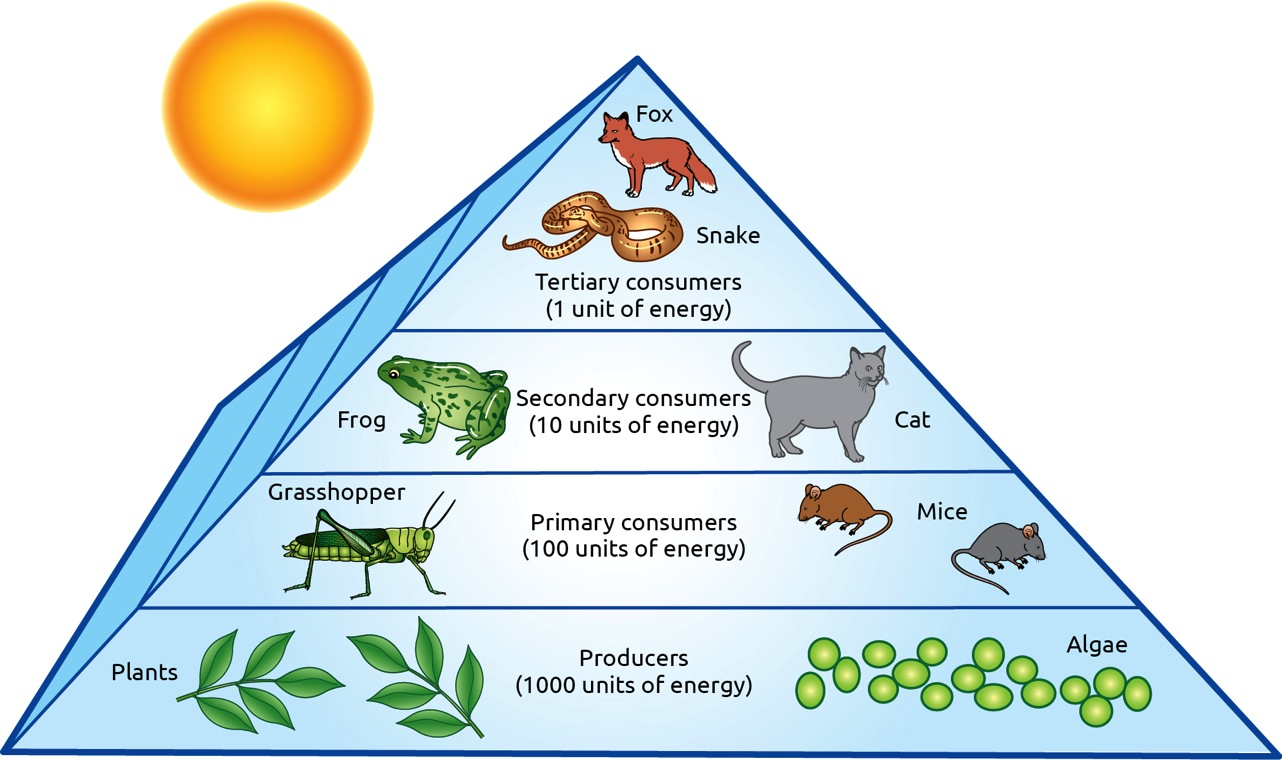 Fox
Snake
Tertiary consumers
(1 unit of energy)
Frog
Secondary consumers
(10 units of energy)
Cat
Grasshopper
Primary consumers
(100 units of energy)
Mice
Plants
Producers
(1000 units of energy)
Algae